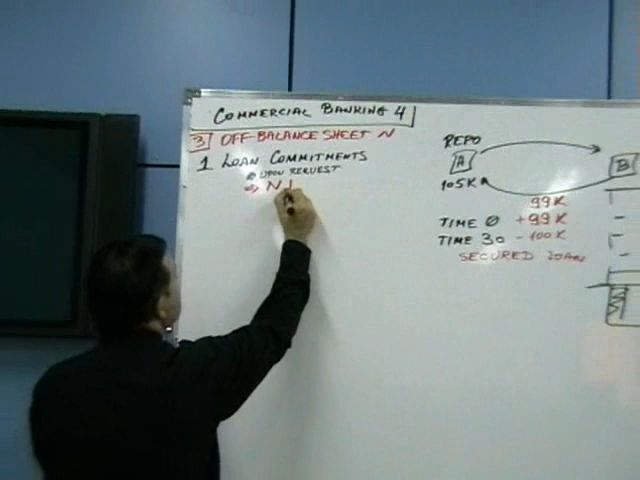 COMMERCIAL BANKING 4
3 OFF-BALANCE SHEET N
1 LOAN COMMITMENTS
@ UPON REQUEST
⇒ N
REPO
A
B
105K
99K
TIME 0 +99K
TIME 30 -100K
SECURED LOAN